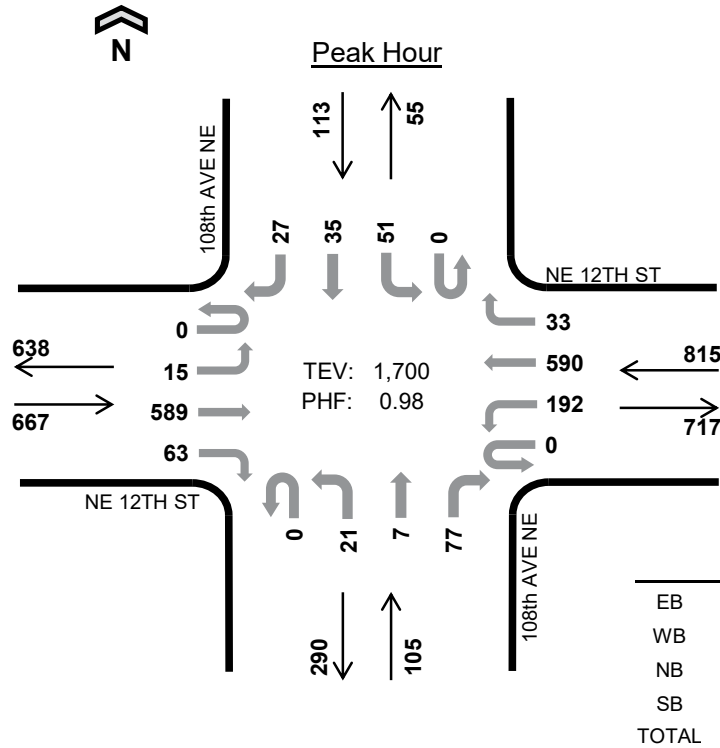 N
Peak Hour
108th AVE NE
113
55
27
35
51
0
NE 12TH ST
0
33
638
15
TEV: 1,700
590
815
667
589
PHF: 0.98
192
717
63
0
NE 12TH ST
0
21
7
77
108th AVE NE
290
105
EB
WB
NB
SB
TOTAL